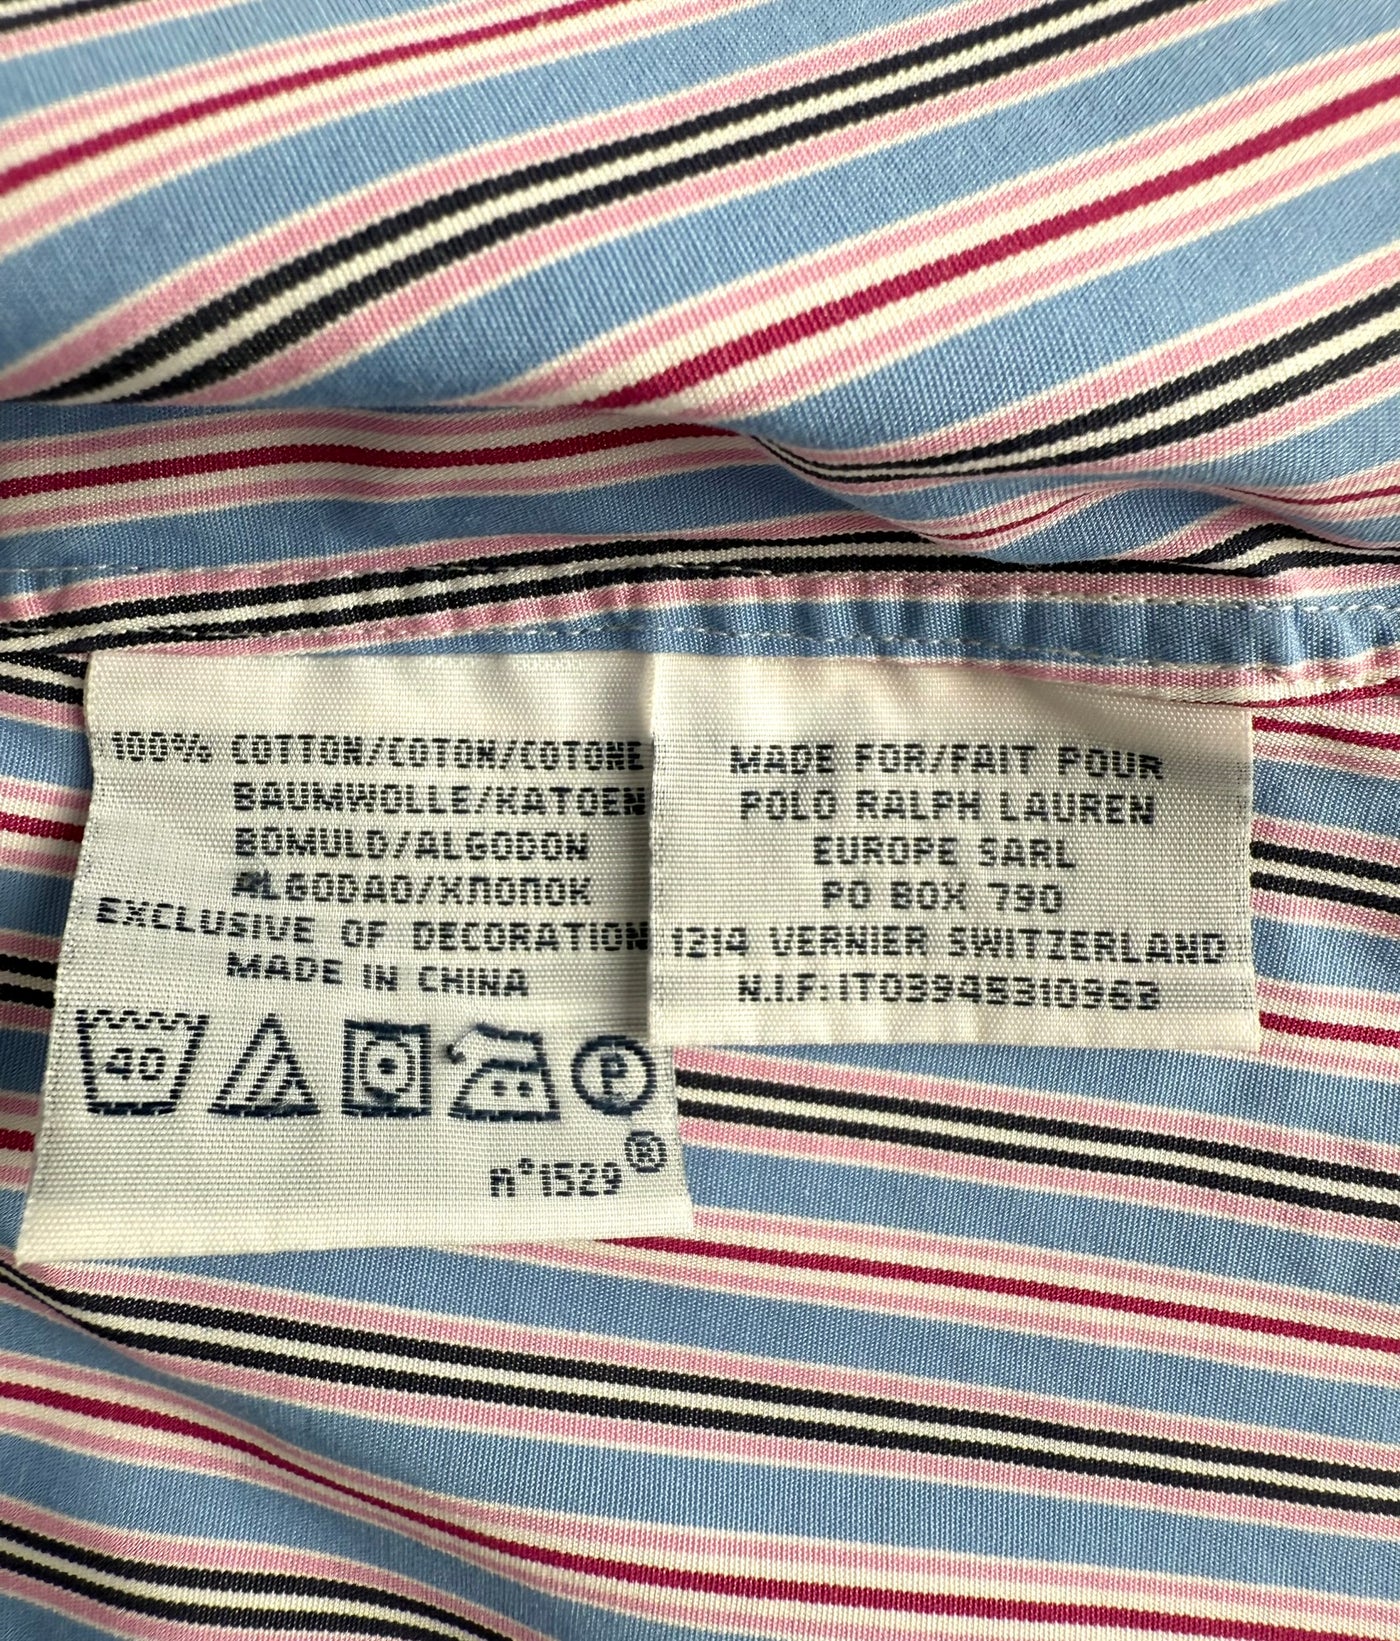 100% COTTON/COTON/COTONE
BAUMWOLLE/KATOEN
BOMULD/ALGODON
ALGODAO/ХЛОПОК
EXCLUSIVE OF DECORATION
MADE IN CHINA
40
P
n°1529®
MADE FOR/FAIT POUR
POLO RALPH LAUREN
EUROPE SARL
PO BOX 790
1214 VERNIER SWITZERLAND
N.I.F:IT03945310963